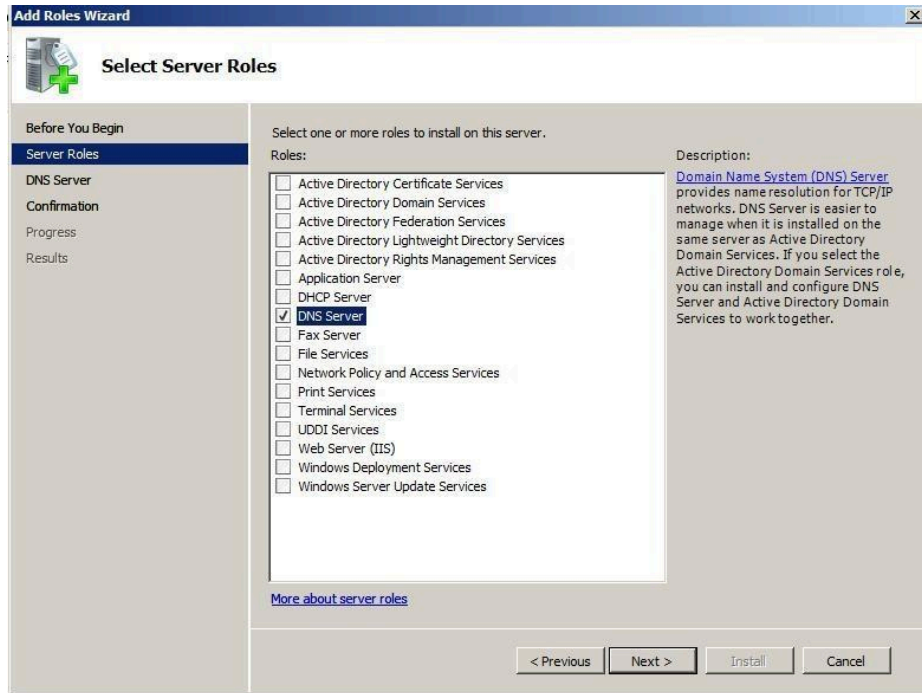 Add Roles Wizard
Select Server Roles
Before You Begin
Server Roles
DNS Server
Confirmation
Progress
Results
Select one or more roles to install on this server.
Roles:
Active Directory Certificate Services
Active Directory Domain Services
Active Directory Federation Services
Active Directory Lightweight Directory Services
Active Directory Rights Management Services
Application Server
DHCP Server
DNS Server
Fax Server
File Services
Network Policy and Access Services
Print Services
Terminal Services
UDDI Services
Web Server (IIS)
Windows Deployment Services
Windows Server Update Services
More about server roles
Description:
Domain Name System (DNS) Server
provides name resolution for TCP/IP
networks. DNS Server is easier to
manage when it is installed on the
same server as Active Directory
Domain Services. If you select the
Active Directory Domain Services role,
you can install and configure DNS
Server and Active Directory Domain
Services to work together.
< Previous
Next >
Install
Cancel